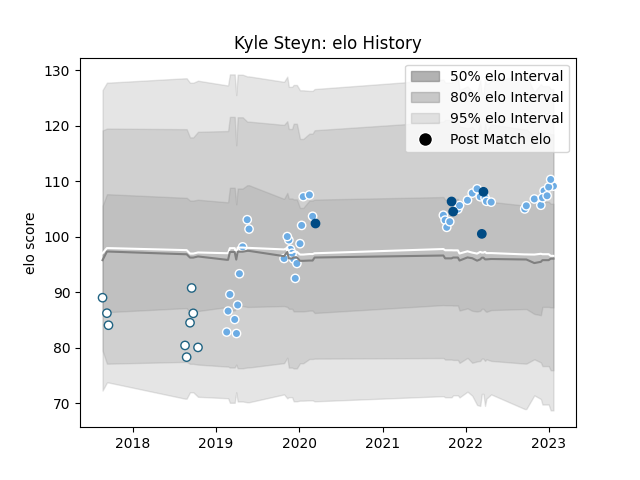 Kyle Steyn: elo History
130
120
110
100
90
80
70
elo score
50% elo Interval
80% elo Interval
95% elo Interval
Post Match elo
2018
2019
2020
2021
2022
2023